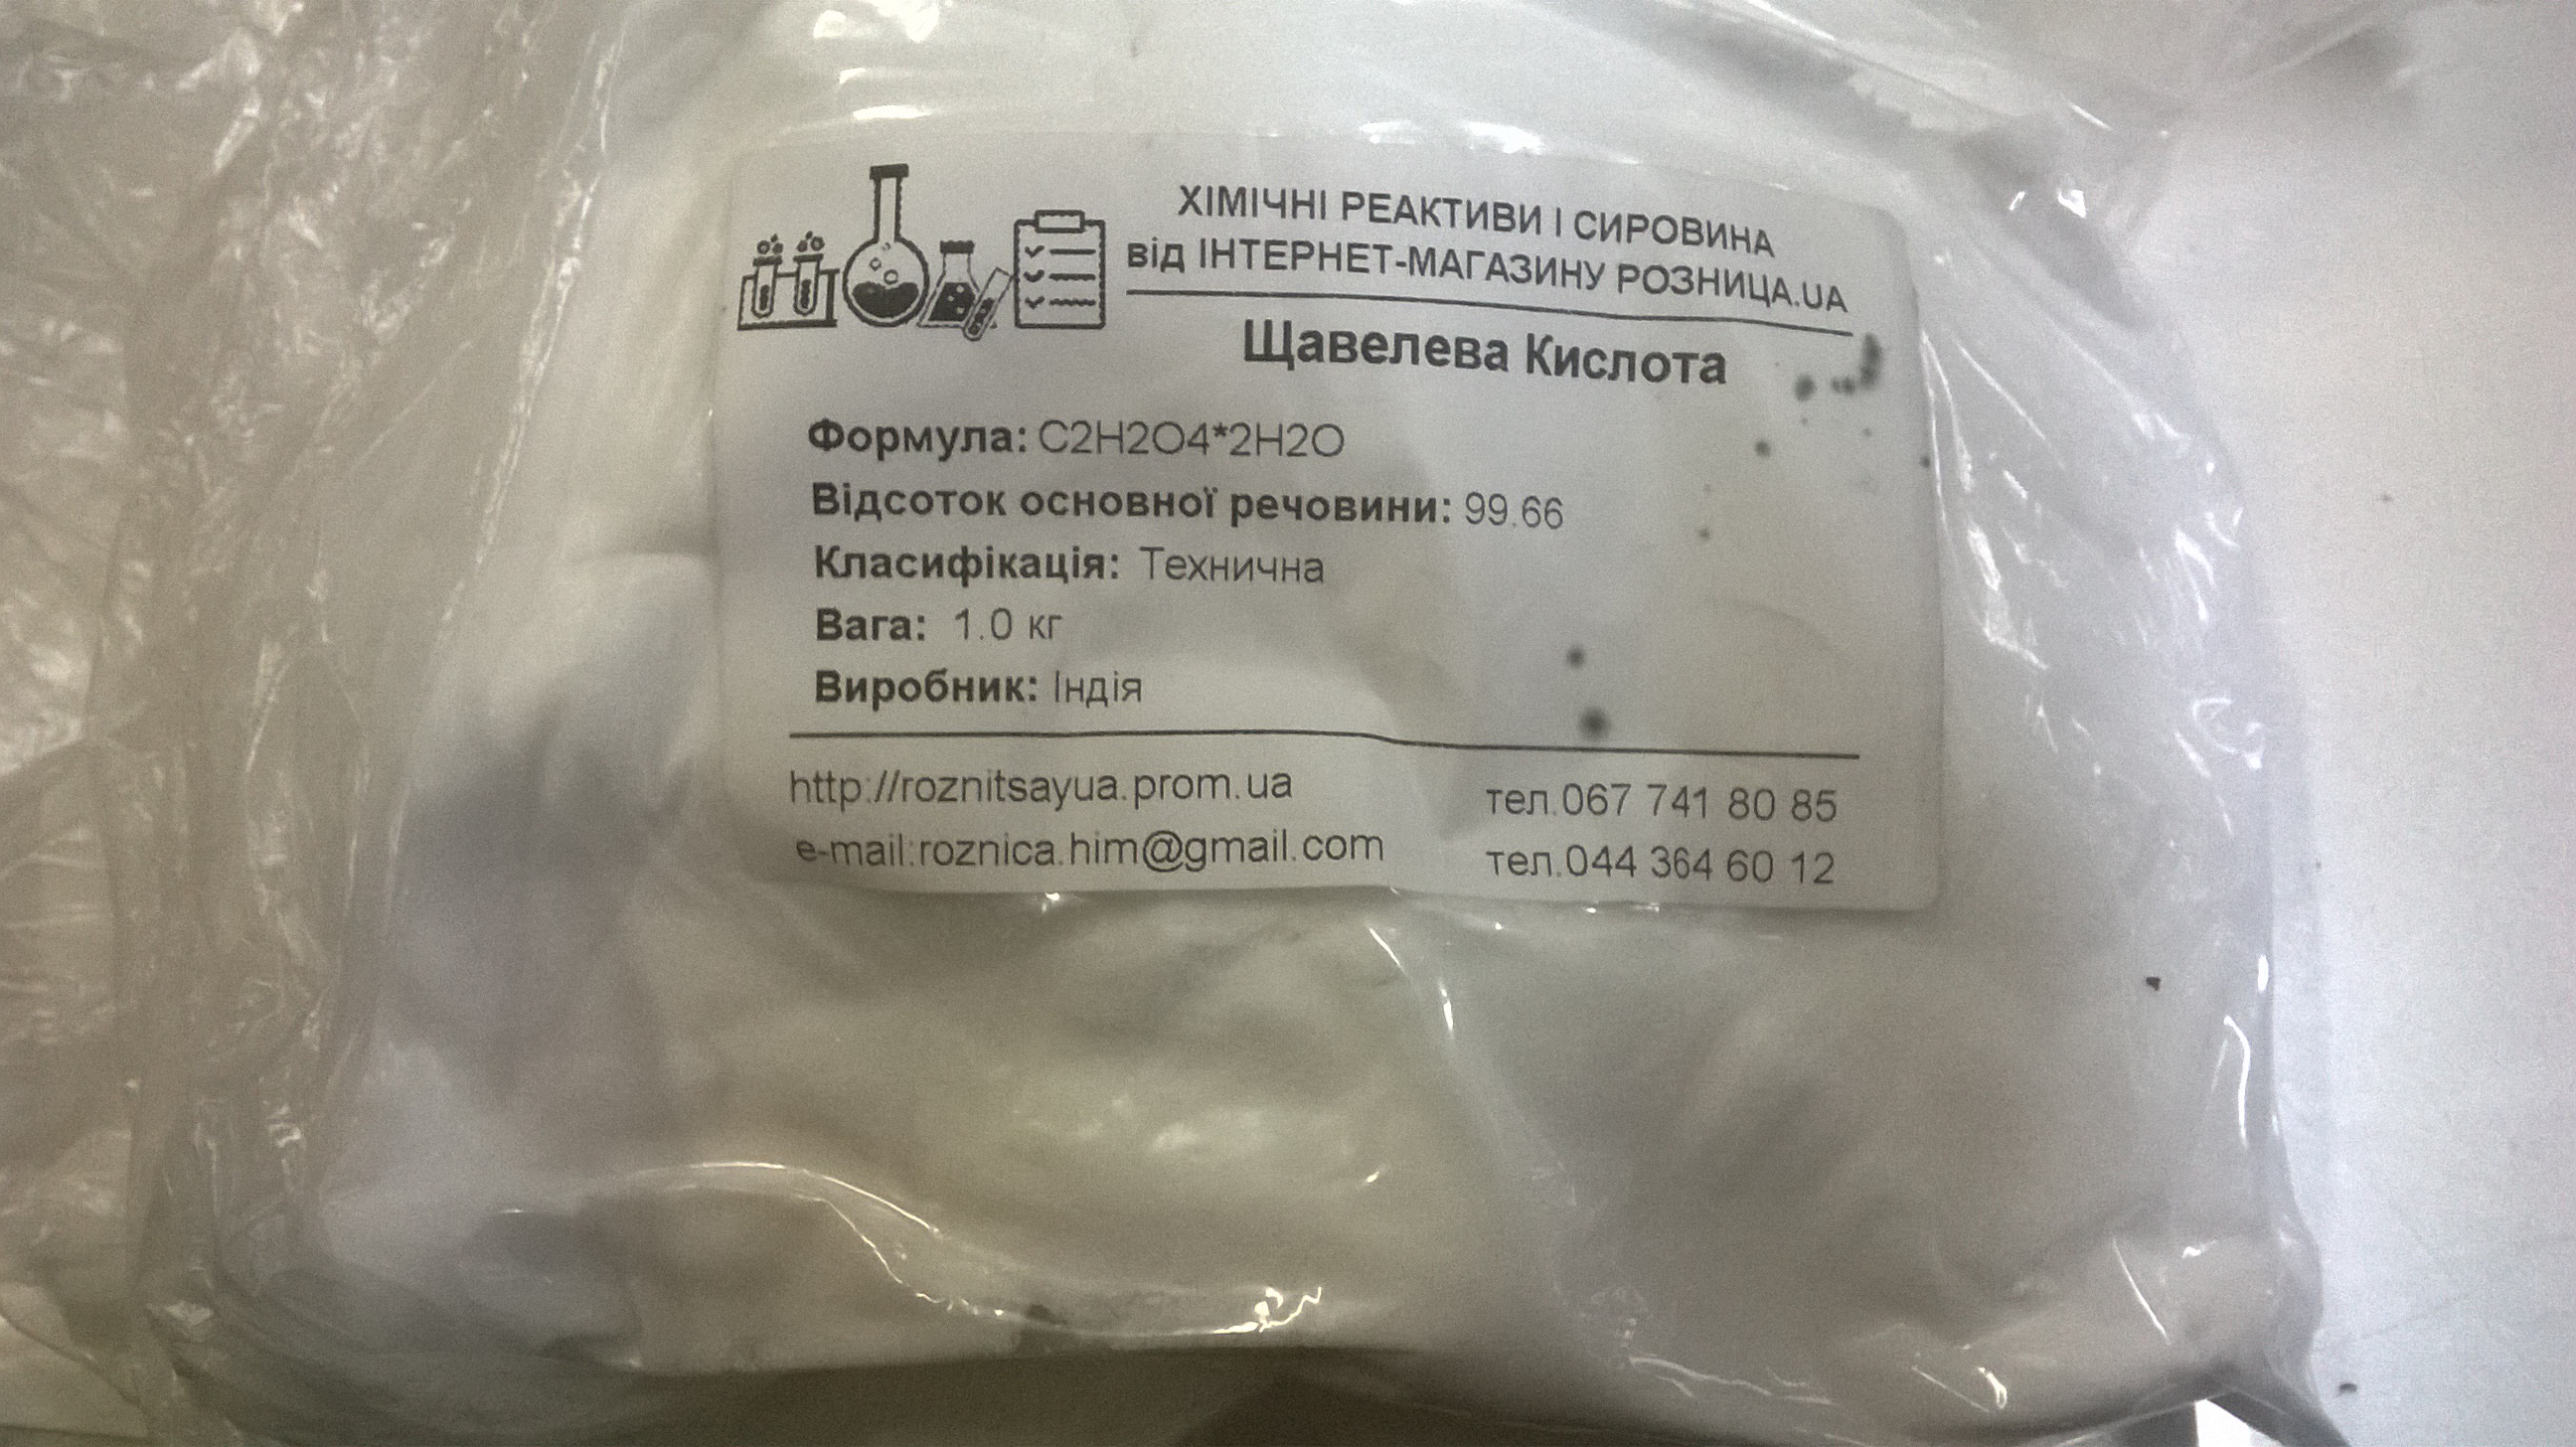 ХІМІЧНІ РЕАКТИВИ І СИРОВИНА
від ІНТЕРНЕТ-МАГАЗИНУ РОЗНИЦА.UA
Щавелева Кислота
Формула: C2H2O4*2H2O
Відсоток основної речовини: 99.66
Класифікація: Технична
Вага: 1.0 кг
Виробник: Індія
http://roznitsayua.prom.ua
тел.067 741 80 85
e-mail:roznica.him@gmail.com
тел.044 364 60 12